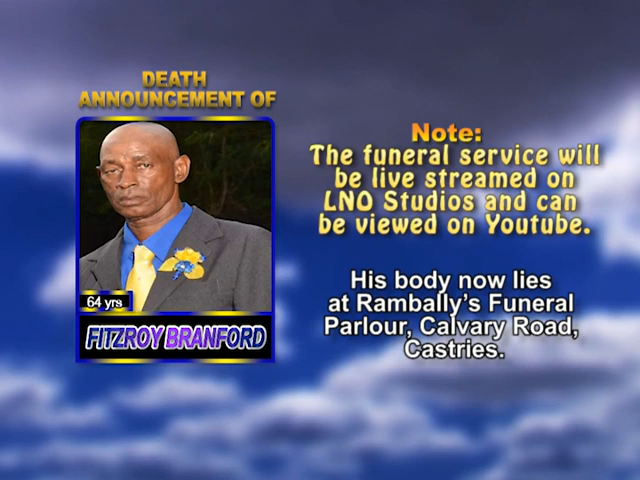 DEATH
ANNOUNCEMENT OF
64 yrs
FITZROY BRANFORD
Note:
The funeral service will
be live streamed on
LNO Studios and can
be viewed on Youtube.
His body now lies
at Rambally's Funeral
Parlour, Calvary Road,
Castries.